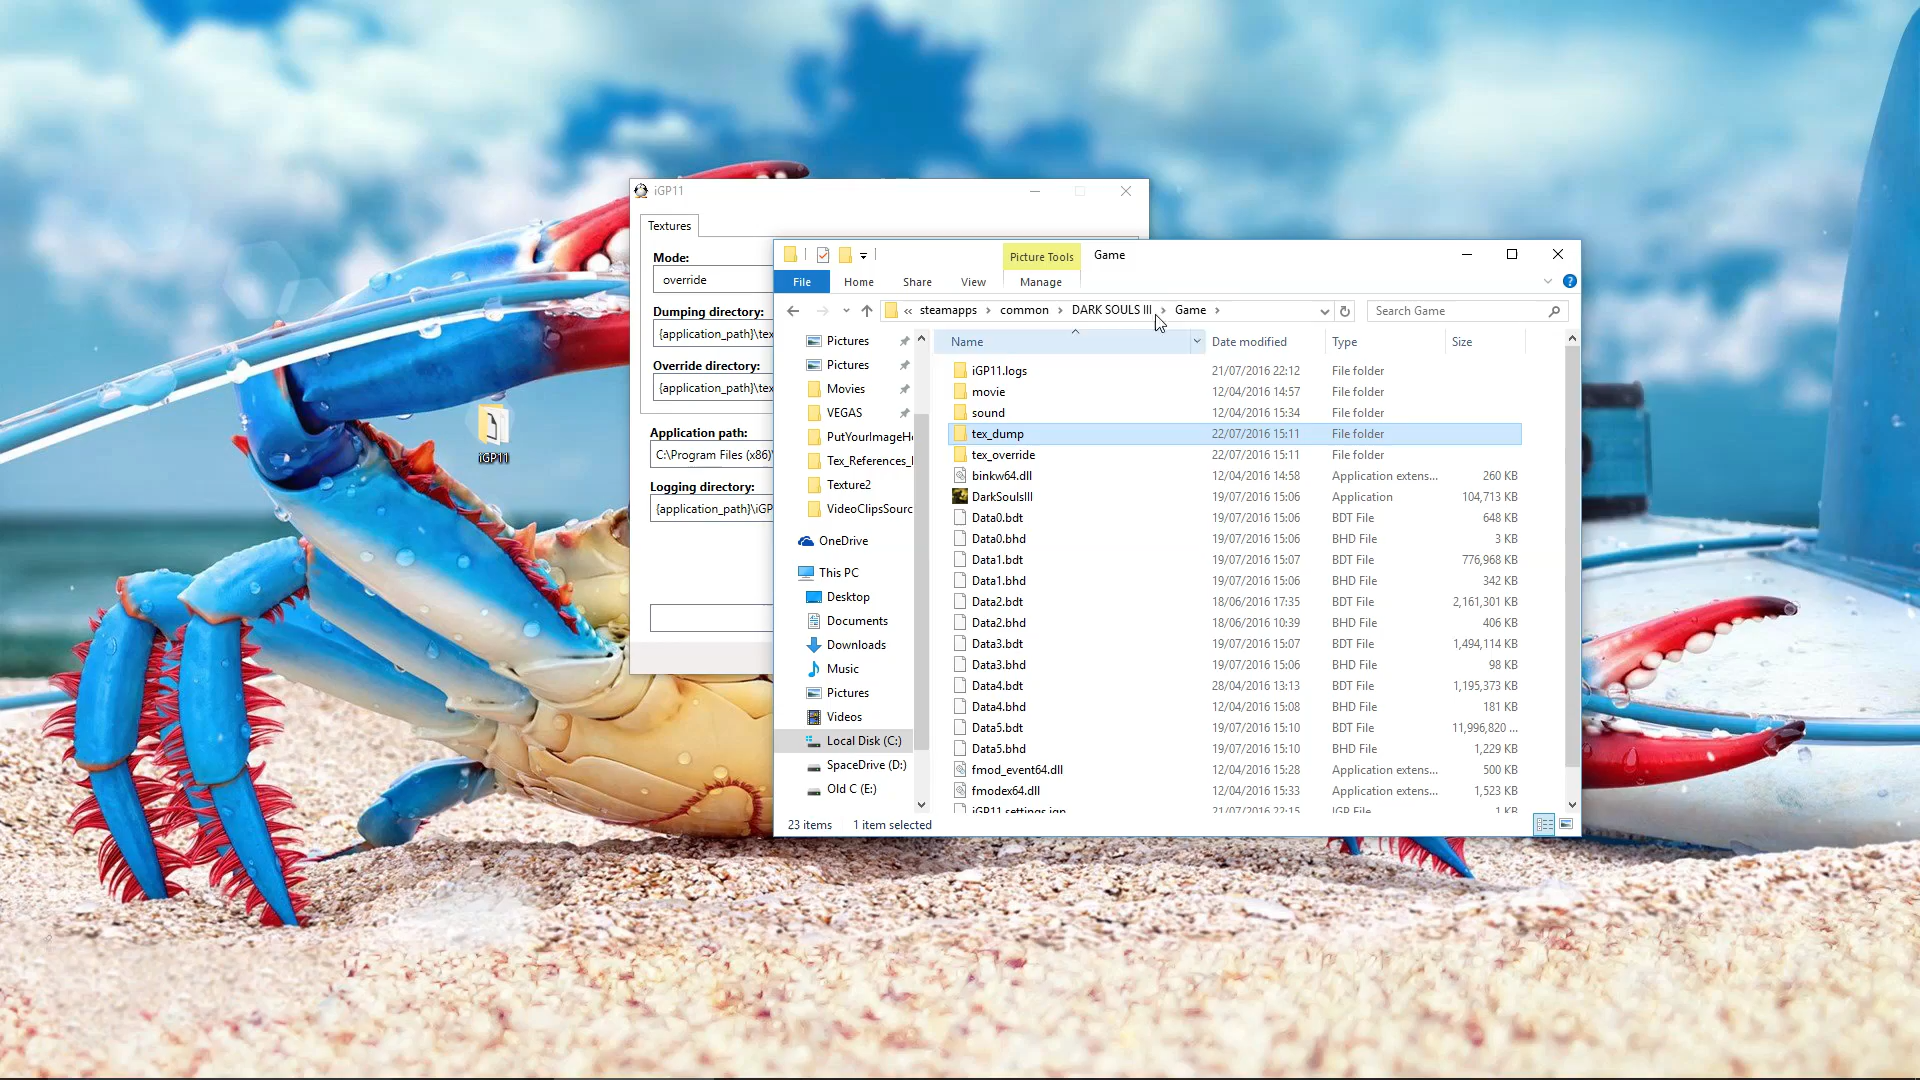 iGP11
Textures
Mode:
override
Dumping directory:
{application_path}\tex
Override directory:
{application_path}\tex
Application path:
C:\Program Files (x86)\
Logging directory:
{application_path}\iGP
iGP11
Picture Tools
Game
File
Home
Share
View
Manage
« steamapps › common › DARK SOULS III › Game ›
Search Game
Pictures
Pictures
Movies
VEGAS
PutYourImageH
Tex_References_
Texture2
VideoClipsSourc
OneDrive
This PC
Desktop
Documents
Downloads
Music
Pictures
Videos
Local Disk (C:)
SpaceDrive (D:)
Old C (E:)
Name Date modified Type Size
iGP11.logs 21/07/2016 22:12 File folder
movie 12/04/2016 14:57 File folder
sound 12/04/2016 15:34 File folder
tex_dump 22/07/2016 15:11 File folder
tex_override 22/07/2016 15:11 File folder
binkw64.dll 12/04/2016 14:58 Application extens... 260 KB
DarkSoulsIII 19/07/2016 15:06 Application 104,713 KB
Data0.bdt 19/07/2016 15:06 BDT File 648 KB
Data0.bhd 19/07/2016 15:06 BHD File 3 KB
Data1.bdt 19/07/2016 15:07 BDT File 776,968 KB
Data1.bhd 19/07/2016 15:06 BHD File 342 KB
Data2.bdt 18/06/2016 17:35 BDT File 2,161,301 KB
Data2.bhd 18/06/2016 10:39 BHD File 406 KB
Data3.bdt 19/07/2016 15:07 BDT File 1,494,114 KB
Data3.bhd 19/07/2016 15:06 BHD File 98 KB
Data4.bdt 28/04/2016 13:13 BDT File 1,195,373 KB
Data4.bhd 12/04/2016 15:08 BHD File 181 KB
Data5.bdt 19/07/2016 15:10 BDT File 11,996,820 ...
Data5.bhd 19/07/2016 15:10 BHD File 1,229 KB
fmod_event64.dll 12/04/2016 15:28 Application extens... 500 KB
fmodex64.dll 12/04/2016 15:33 Application extens... 1,523 KB
iGP11.settings.igp 21/07/2016 22:15 IGP File 1 KB
23 items 1 item selected